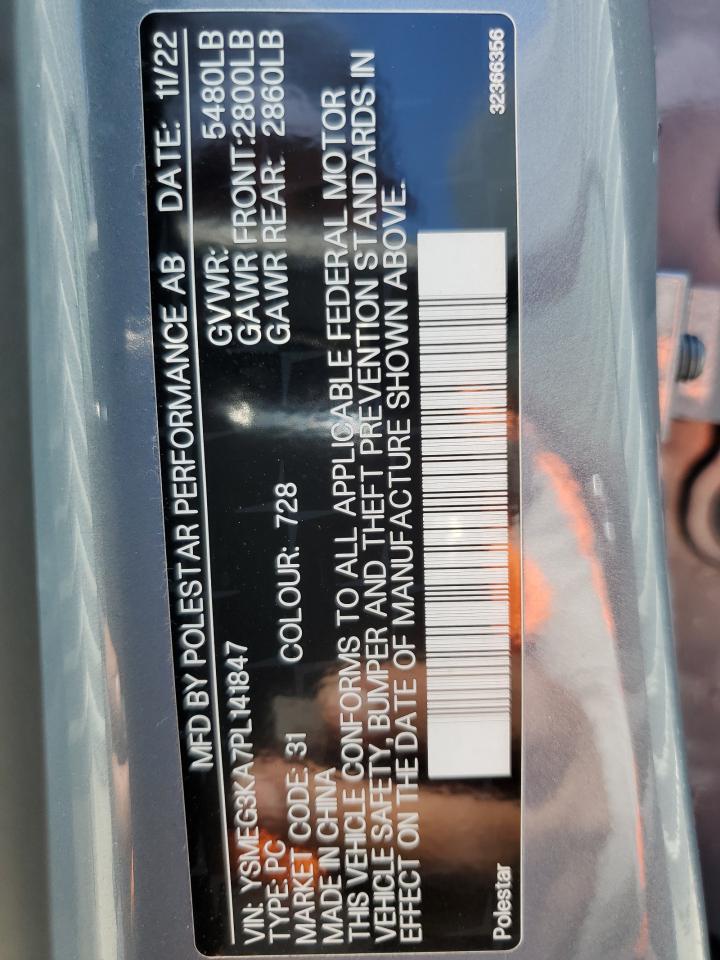 MFD BY POLESTAR PERFORMANCE AB DATE: 11/22
GVWR: 5480LB
GAWR FRONT:2800LB
GAWR REAR: 2860LB
VIN: YSMEG3KA7PL141847
TYPE: PC
MARKET CODE: 31 COLOUR: 728
MADE IN CHINA
THIS VEHICLE CONFORMS TO ALL APPLICABLE FEDERAL MOTOR
VEHICLE SAFETY, BUMPER AND THEFT PREVENTION STANDARDS IN
EFFECT ON THE DATE OF MANUFACTURE SHOWN ABOVE.
Polestar 32366356